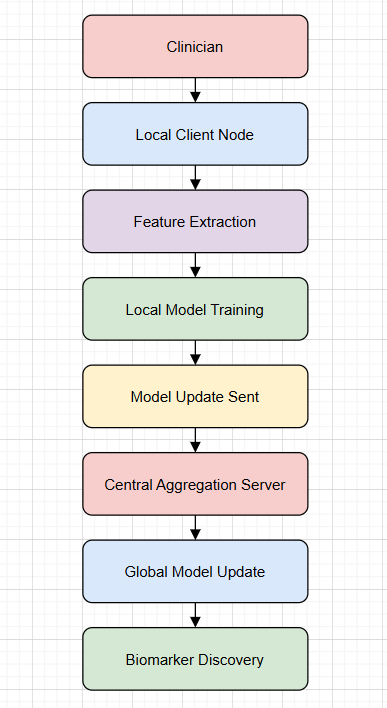 Clinician
Local Client Node
Feature Extraction
Local Model Training
Model Update Sent
Central Aggregation Server
Global Model Update
Biomarker Discovery